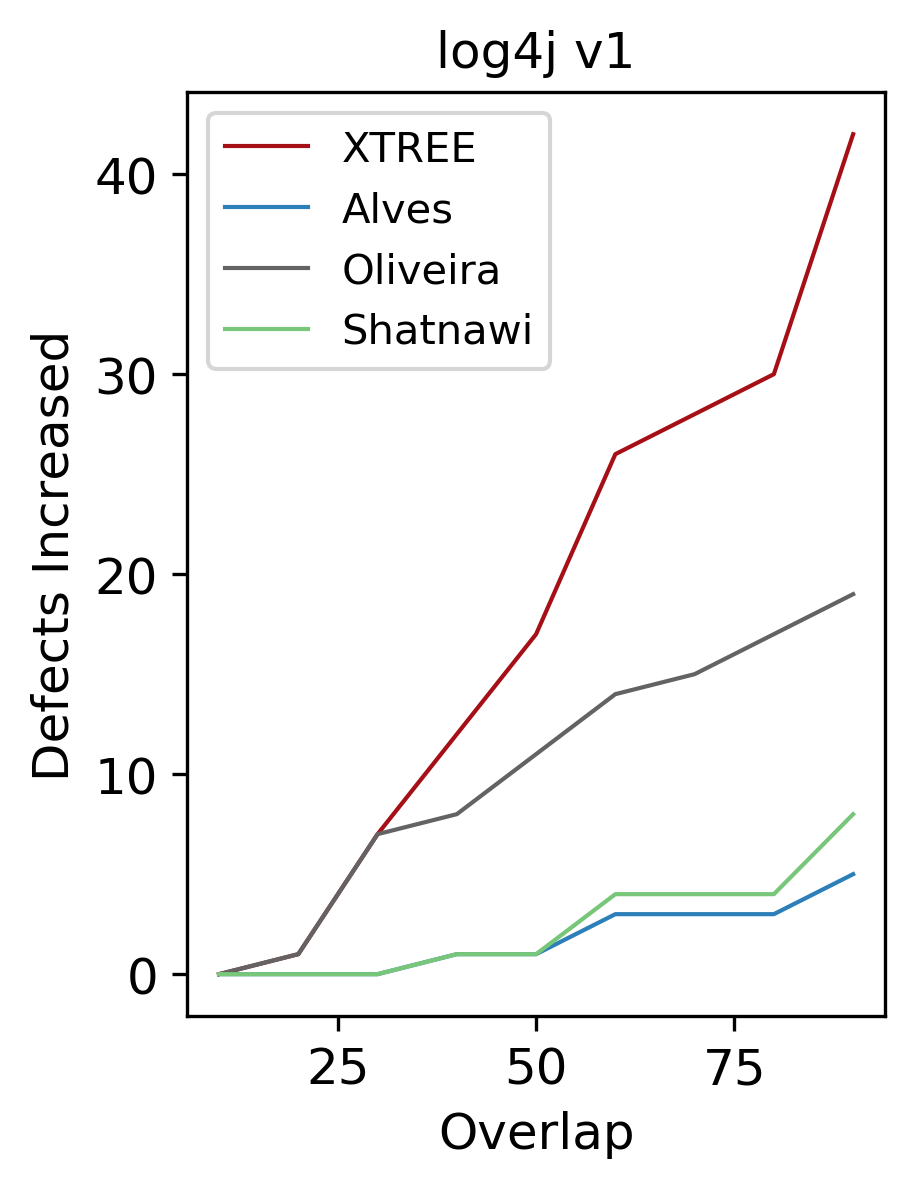 log4j v1
XTREE
Alves
Oliveira
Shatnawi
Defects Increased
40
30
20
10
0
25 50 75
Overlap